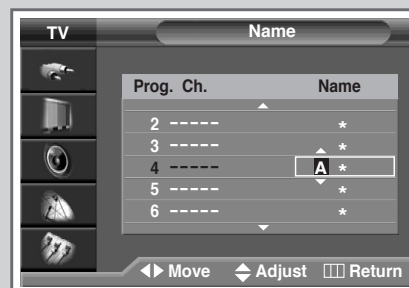 TV Name
Prog. Ch. Name
2 ----- *
3 ----- *
4 ----- A *
5 ----- *
6 ----- *
Move Adjust Return